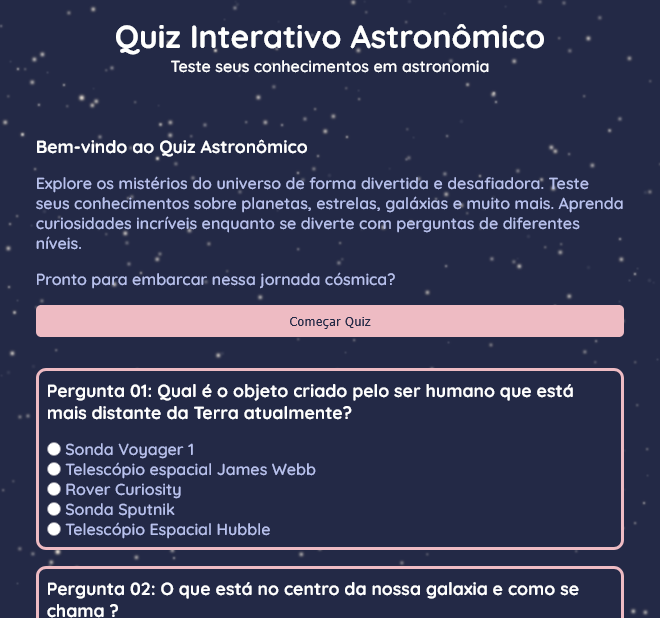 Quiz Interativo Astronômico
Teste seus conhecimentos em astronomia
Bem-vindo ao Quiz Astronômico
Explore os mistérios do universo de forma divertida e desafiadora. Teste
seus conhecimentos sobre planetas, estrelas, galáxias e muito mais. Aprenda
curiosidades incríveis enquanto se diverte com perguntas de diferentes
níveis.
Pronto para embarcar nessa jornada cósmica?
Começar Quiz
Pergunta 01: Qual é o objeto criado pelo ser humano que está
mais distante da Terra atualmente?
Sonda Voyager 1
Telescópio espacial James Webb
Rover Curiosity
Sonda Sputnik
Telescópio Espacial Hubble
Pergunta 02: O que está no centro da nossa galaxia e como se
chama ?